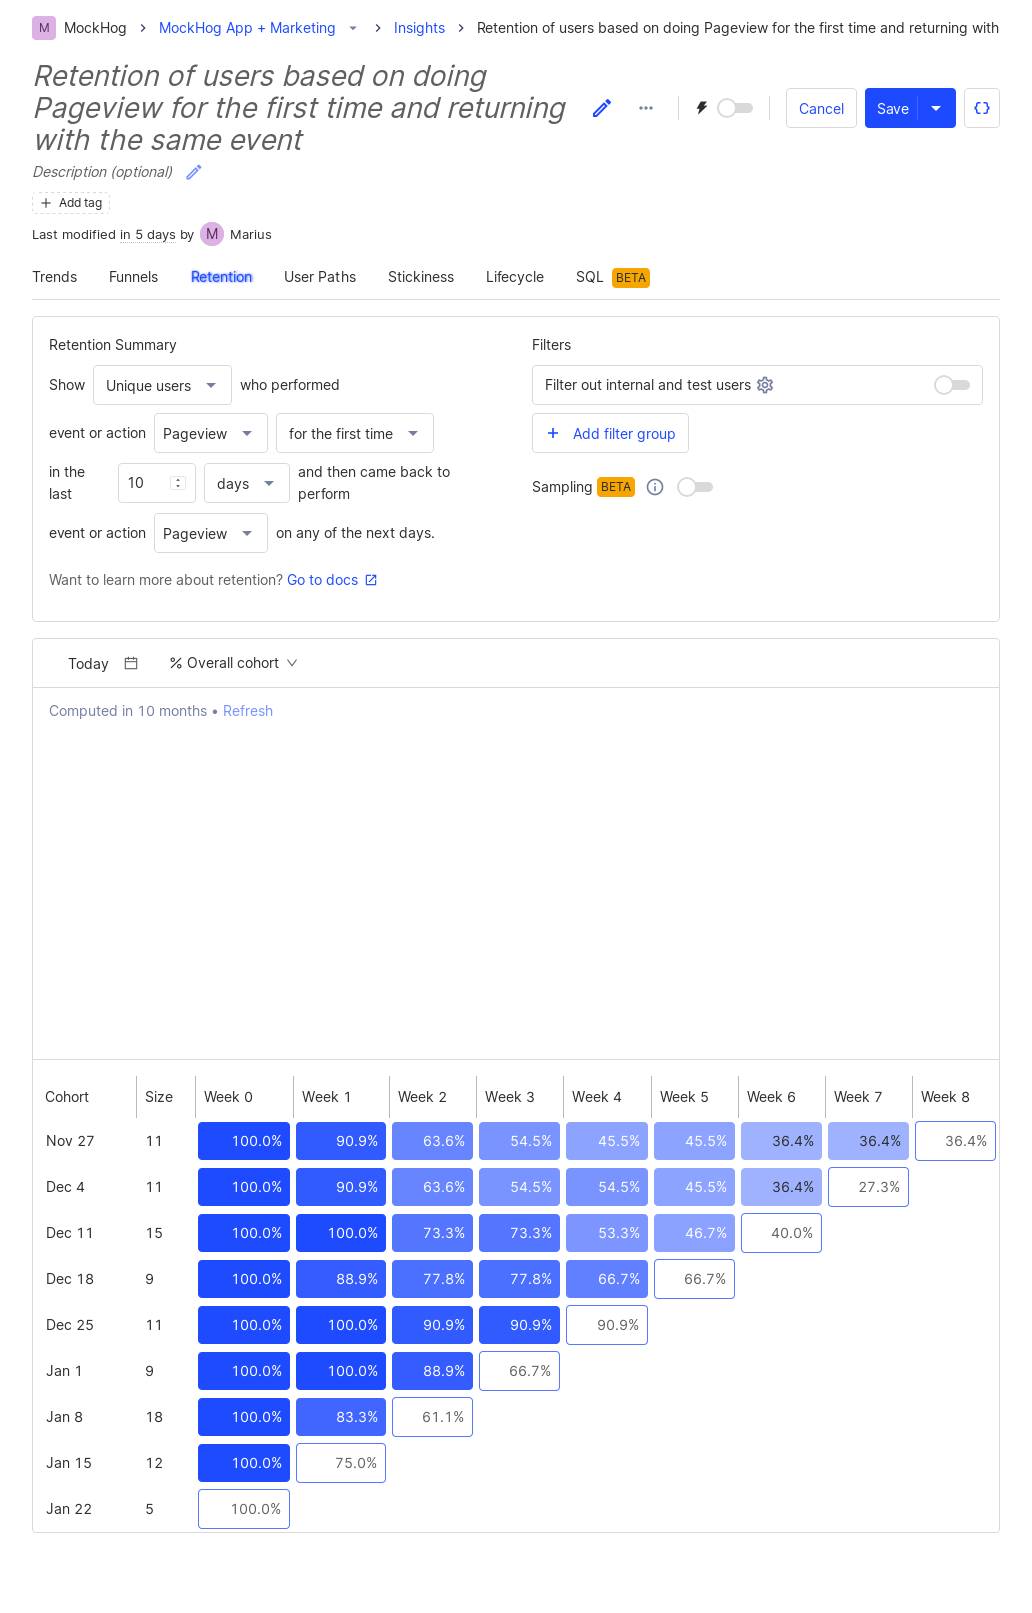 M MockHog MockHog App + Marketing Insights Retention of users based on doing Pageview for the first time and returning with
Retention of users based on doing
Pageview for the first time and returning
with the same event
Cancel Save
Description (optional)
Add tag
Last modified in 5 days by M Marius
Trends Funnels Retention User Paths Stickiness Lifecycle SQL BETA
Retention Summary
Show Unique users who performed
event or action Pageview for the first time
in the last 10 days and then came back to perform
event or action Pageview on any of the next days.
Want to learn more about retention? Go to docs
Filters
Filter out internal and test users
+ Add filter group
Sampling BETA
Today % Overall cohort
Computed in 10 months • Refresh
Cohort Size Week 0 Week 1 Week 2 Week 3 Week 4 Week 5 Week 6 Week 7 Week 8
Nov 27 11 100.0% 90.9% 63.6% 54.5% 45.5% 45.5% 36.4% 36.4% 36.4%
Dec 4 11 100.0% 90.9% 63.6% 54.5% 54.5% 45.5% 36.4% 27.3%
Dec 11 15 100.0% 100.0% 73.3% 73.3% 53.3% 46.7% 40.0%
Dec 18 9 100.0% 88.9% 77.8% 77.8% 66.7% 66.7%
Dec 25 11 100.0% 100.0% 90.9% 90.9% 90.9%
Jan 1 9 100.0% 100.0% 88.9% 66.7%
Jan 8 18 100.0% 83.3% 61.1%
Jan 15 12 100.0% 75.0%
Jan 22 5 100.0%